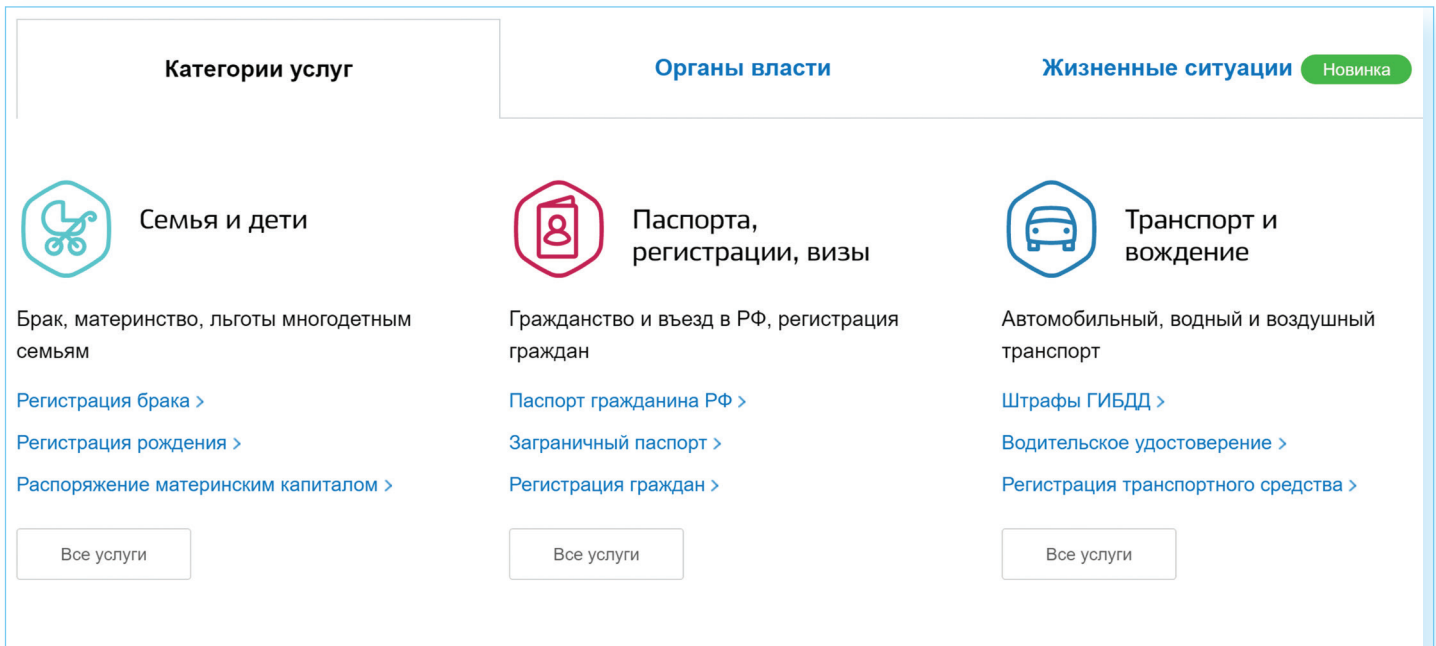 Категории услуг
Органы власти
Жизненные ситуации Новинка
Семья и дети
Брак, материнство, льготы многодетным
семьям
Регистрация брака >
Регистрация рождения >
Распоряжение материнским капиталом >
Все услуги
Паспорта,
регистрации, визы
Гражданство и въезд в РФ, регистрация
граждан
Паспорт гражданина РФ >
Заграничный паспорт >
Регистрация граждан >
Все услуги
Транспорт и
вождение
Автомобильный, водный и воздушный
транспорт
Штрафы ГИБДД >
Водительское удостоверение >
Регистрация транспортного средства >
Все услуги